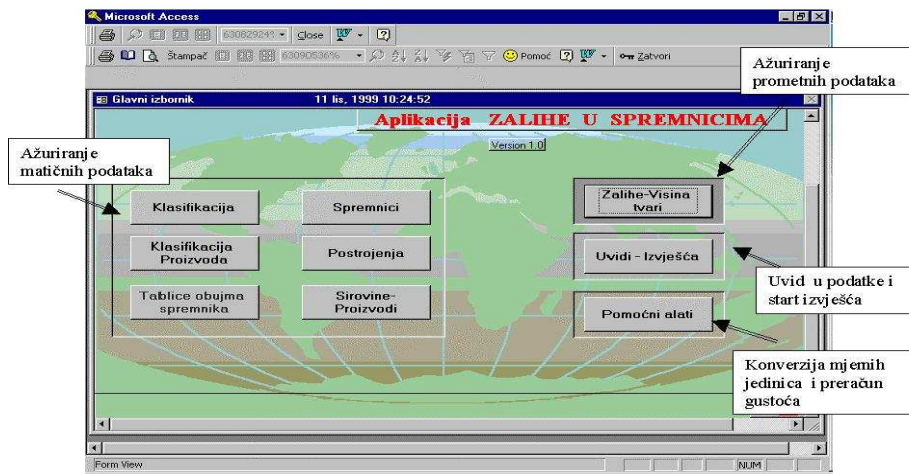 Microsoft Access
Close
Štampač
Pomoć
Zatvori
Ažuriranje
prometnih podataka
Glavni izbornik 11 lis, 1999 10:24:52
Aplikacija ZALIHE U SPREMNICIMA
Version 1.0
Ažuriranje
matičnih podataka
Klasifikacija
Spremnici
Zalihe-Visina
tvari
Klasifikacija
Proizvoda
Postrojenja
Uvidi - Izvješća
Uvid u podatke i
start izvješća
Tablice obujma
spremnika
Sirovine-
Proizvodi
Pomoćni alati
Konverzija mjernih
jedinica i preračun
gustoća
Form View
NUM